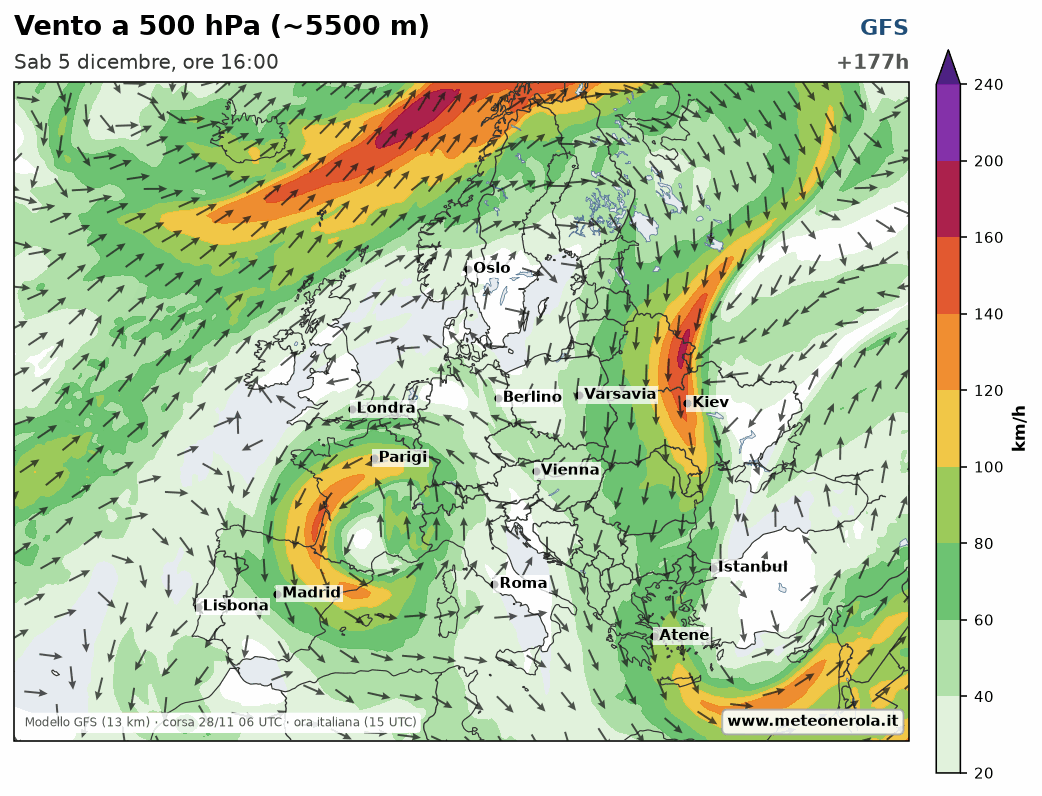 Vento a 500 hPa (~5500 m)
GFS
Sab 5 dicembre, ore 16:00
+177h
240
200
160
140
120
100
80
60
40
20
km/h
Oslo
Berlino
Varsavia
Kiev
Londra
Parigi
Vienna
Istanbul
Roma
Madrid
Lisbona
Atene
Modello GFS (13 km) · corsa 28/11 06 UTC · ora italiana (15 UTC)
www.meteonerola.it